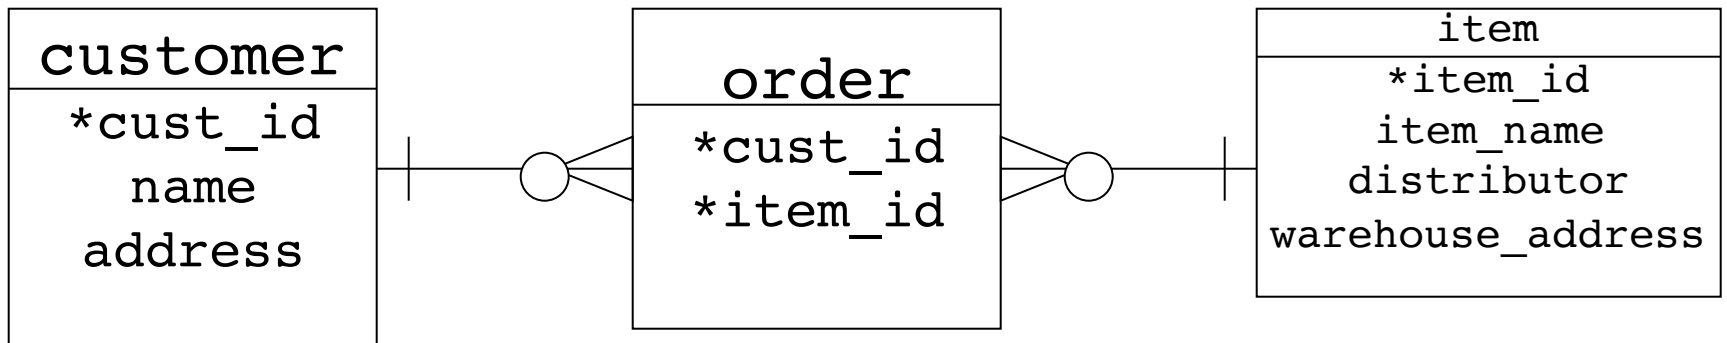 customer
*cust_id
name
address
order
*cust_id
*item_id
item
*item_id
item_name
distributor
warehouse_address